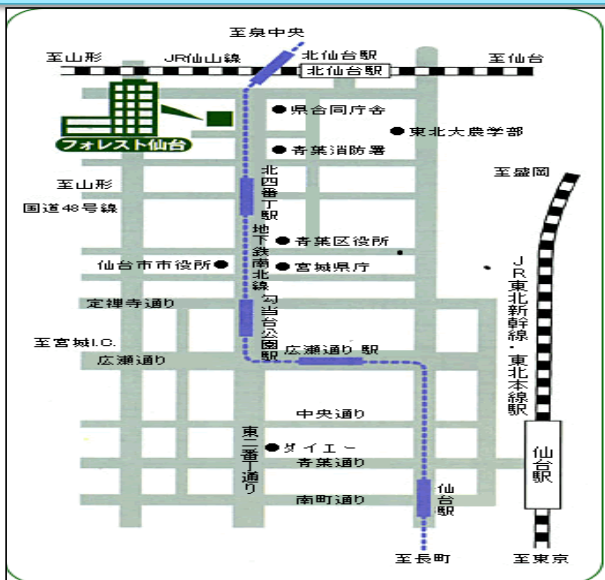 至泉中央
至山形
JR仙山線
北仙台駅
北仙台駅
至仙台
県合同庁舎
東北大農学部
フォレスト仙台
青葉消防署
至盛岡
至山形
北四番丁駅
国道48号線
地下鉄南北線
青葉区役所
仙台市市役所
宮城県庁
JR東北新幹線・東北本線駅
定禅寺通り
勾当台公園駅
至宮城I.C.
広瀬通り駅
広瀬通り
中央通り
東二番丁通り
ダイエー
青葉通り
仙台駅
南町通り
仙台駅
至長町
至東京